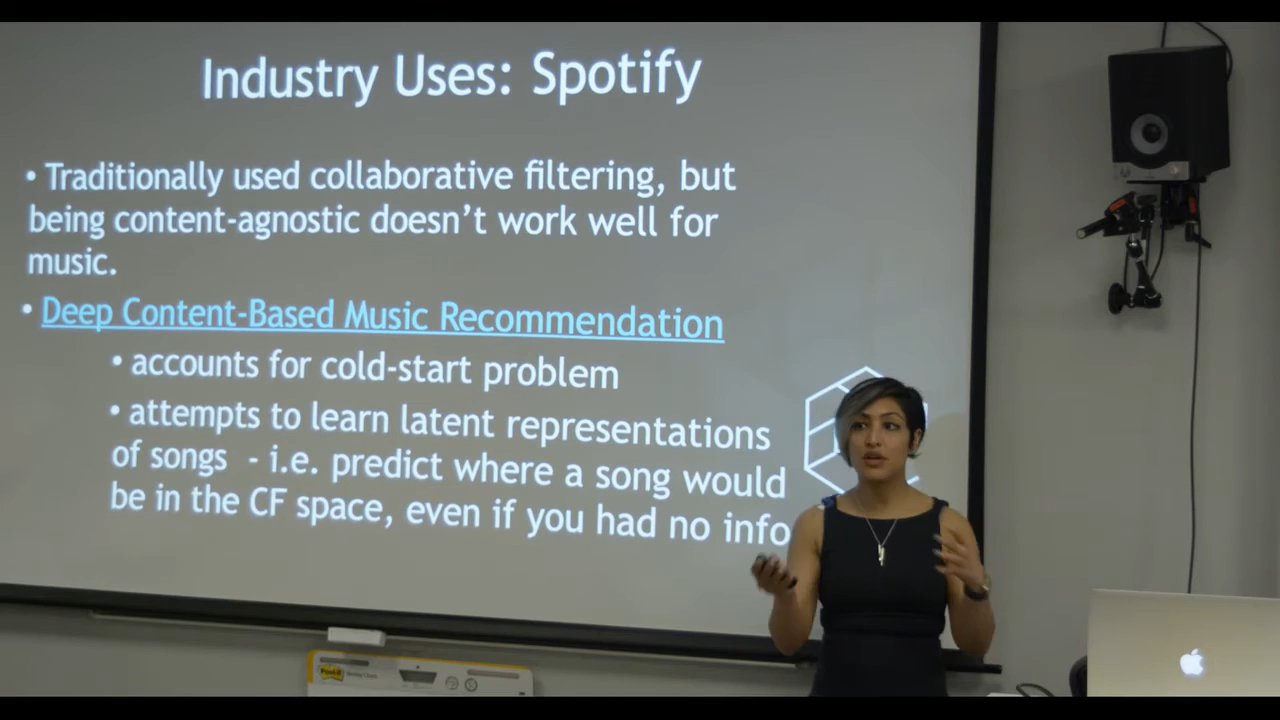 Industry Uses: Spotify
• Traditionally used collaborative filtering, but
being content-agnostic doesn't work well for
music.
• Deep Content-Based Music Recommendation
• accounts for cold-start problem
• attempts to learn latent representations
of songs - i.e. predict where a song would
be in the CF space, even if you had no info
Post-it